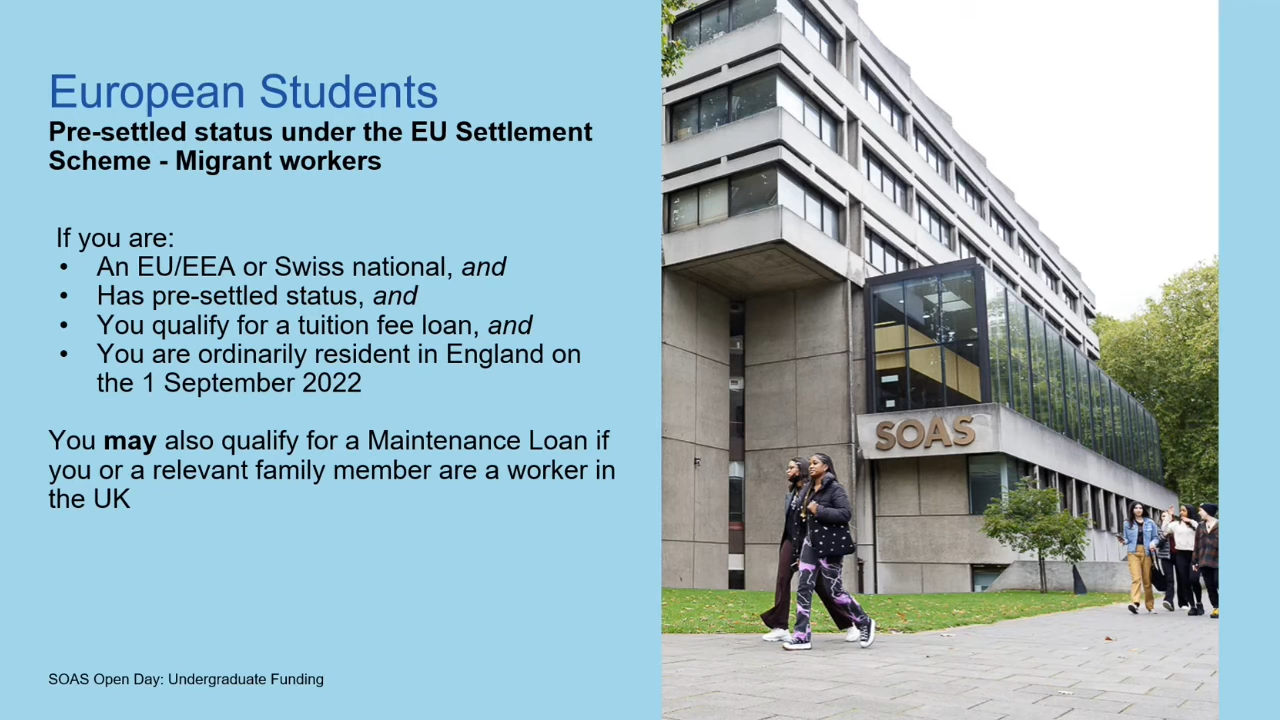 European Students
Pre-settled status under the EU Settlement
Scheme - Migrant workers
If you are:
• An EU/EEA or Swiss national, and
• Has pre-settled status, and
• You qualify for a tuition fee loan, and
• You are ordinarily resident in England on
the 1 September 2022
You may also qualify for a Maintenance Loan if
you or a relevant family member are a worker in
the UK
SOAS Open Day: Undergraduate Funding
SOAS